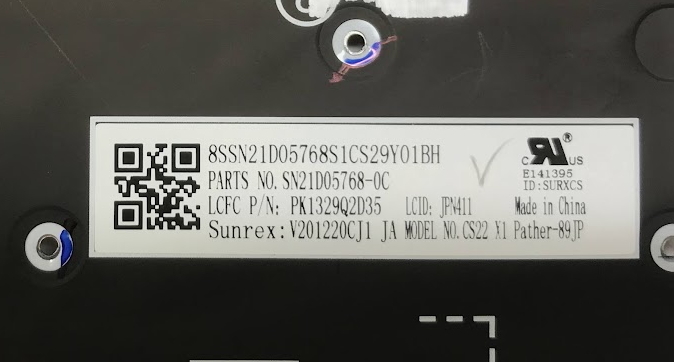 8SSN21D05768S1CS29Y01BH
PARTS NO. SN21D05768-0C
LCFC P/N: PK1329Q2D35 LCID: JPN411 Made in China
Sunrex: V201220CJ1 JA MODEL NO. CS22 X1 Pather-89JP
c RU US ®
E141395
ID:SURXCS